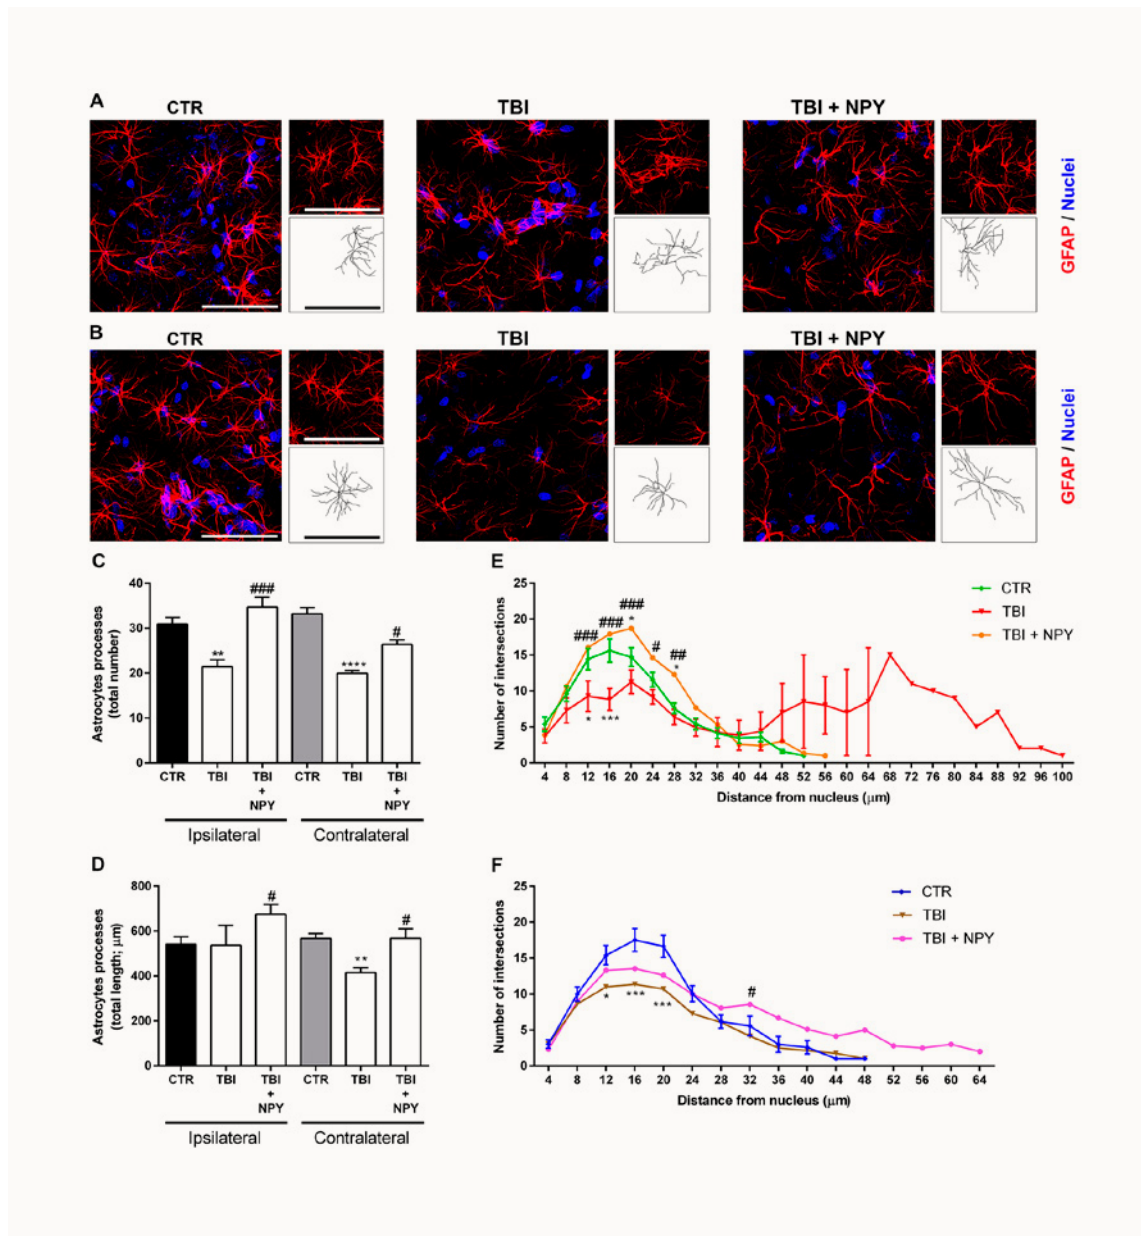 A
CTR
TBI
TBI + NPY
GFAP / Nuclei
B
CTR
TBI
TBI + NPY
GFAP / Nuclei
C
Astrocytes processes
(total number)
40
30
20
10
0
**
###
****
#
CTR
TBI
TBI
+
NPY
CTR
TBI
TBI
+
NPY
Ipsilateral
Contralateral
E
Number of intersections
25
20
15
10
5
0
###
###
###
*
#
##
*
*
***
CTR
TBI
TBI + NPY
4 8 12 16 20 24 28 32 36 40 44 48 52 56 60 64 68 72 76 80 84 88 92 96 100
Distance from nucleus (μm)
D
Astrocytes processes
(total length; μm)
800
600
400
200
0
#
**
#
CTR
TBI
TBI
+
NPY
CTR
TBI
TBI
+
NPY
Ipsilateral
Contralateral
F
Number of intersections
25
20
15
10
5
0
*
***
***
#
CTR
TBI
TBI + NPY
4 8 12 16 20 24 28 32 36 40 44 48 52 56 60 64
Distance from nucleus (μm)